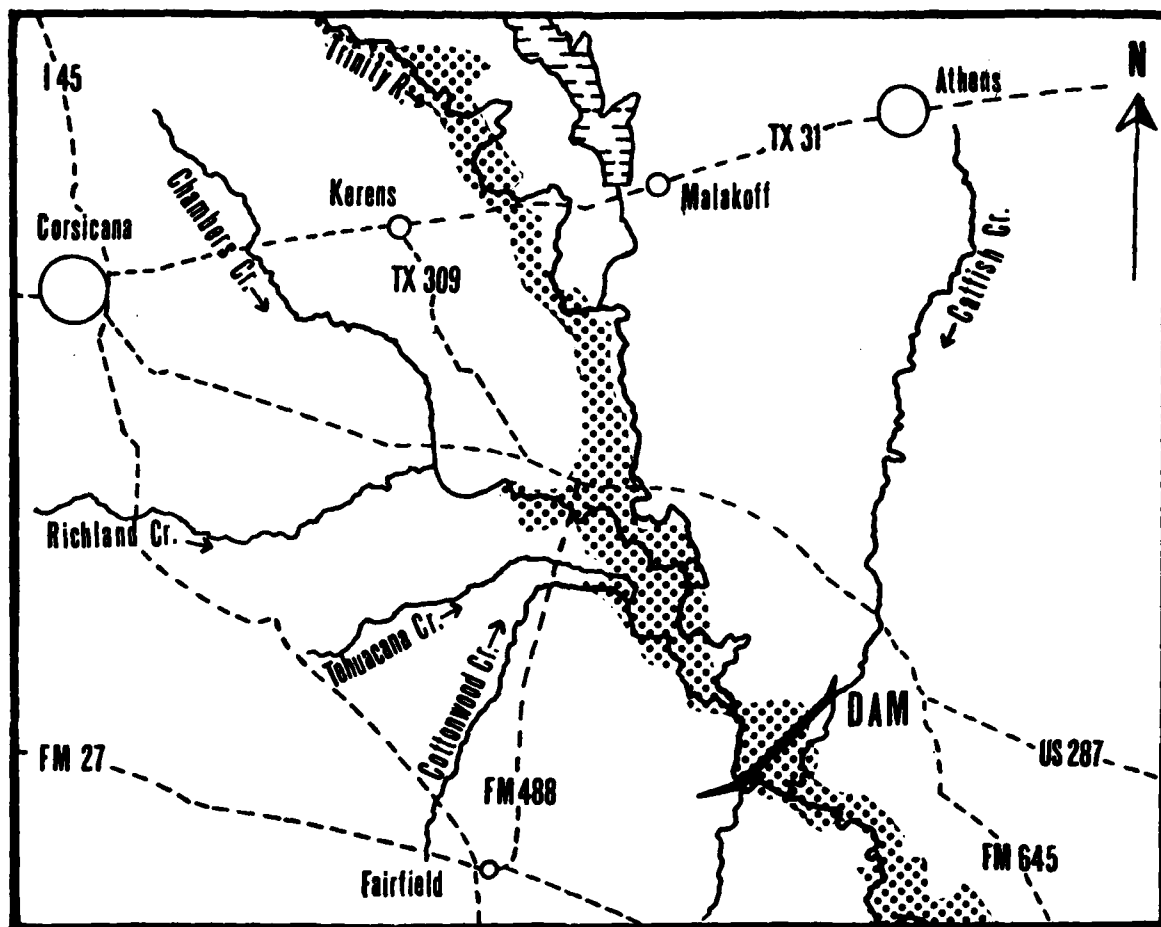 I 45
Trinity R.
Athens
N
TX 31
Chambers Cr.
Kerens
Malakoff
Corsicana
TX 309
Catfish Cr.
Richland Cr.
Tehuacana Cr.
Cottonwood Cr.
DAM
FM 27
FM 488
US 287
FM 645
Fairfield